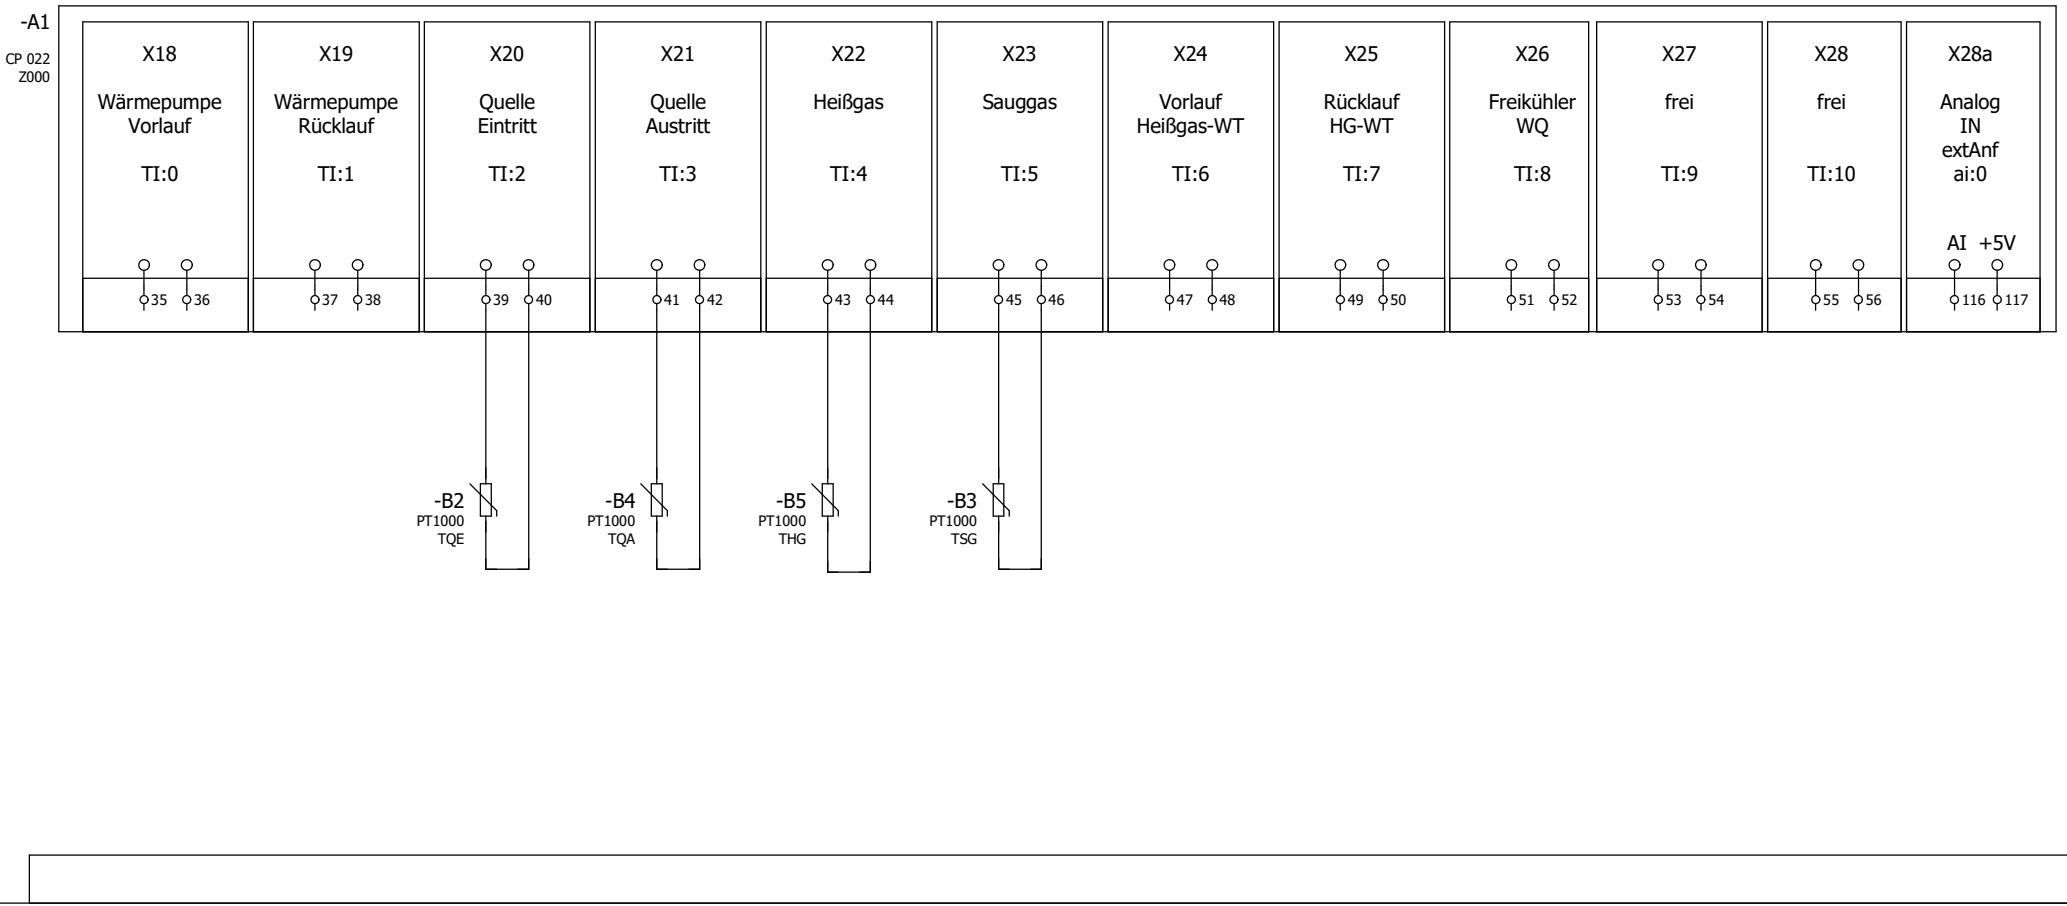 -A1
CP 022
Z000
X18
Wärmepumpe
Vorlauf
TI:0
35 36
X19
Wärmepumpe
Rücklauf
TI:1
37 38
X20
Quelle
Eintritt
TI:2
39 40
X21
Quelle
Austritt
TI:3
41 42
X22
Heißgas
TI:4
43 44
X23
Sauggas
TI:5
45 46
X24
Vorlauf
Heißgas-WT
TI:6
47 48
X25
Rücklauf
HG-WT
TI:7
49 50
X26
Freikühler
WQ
TI:8
51 52
X27
frei
TI:9
53 54
X28
frei
TI:10
55 56
X28a
Analog
IN
extAnf
ai:0
AI +5V
116 117
-B2
PT1000
TQE
-B4
PT1000
TQA
-B5
PT1000
THG
-B3
PT1000
TSG